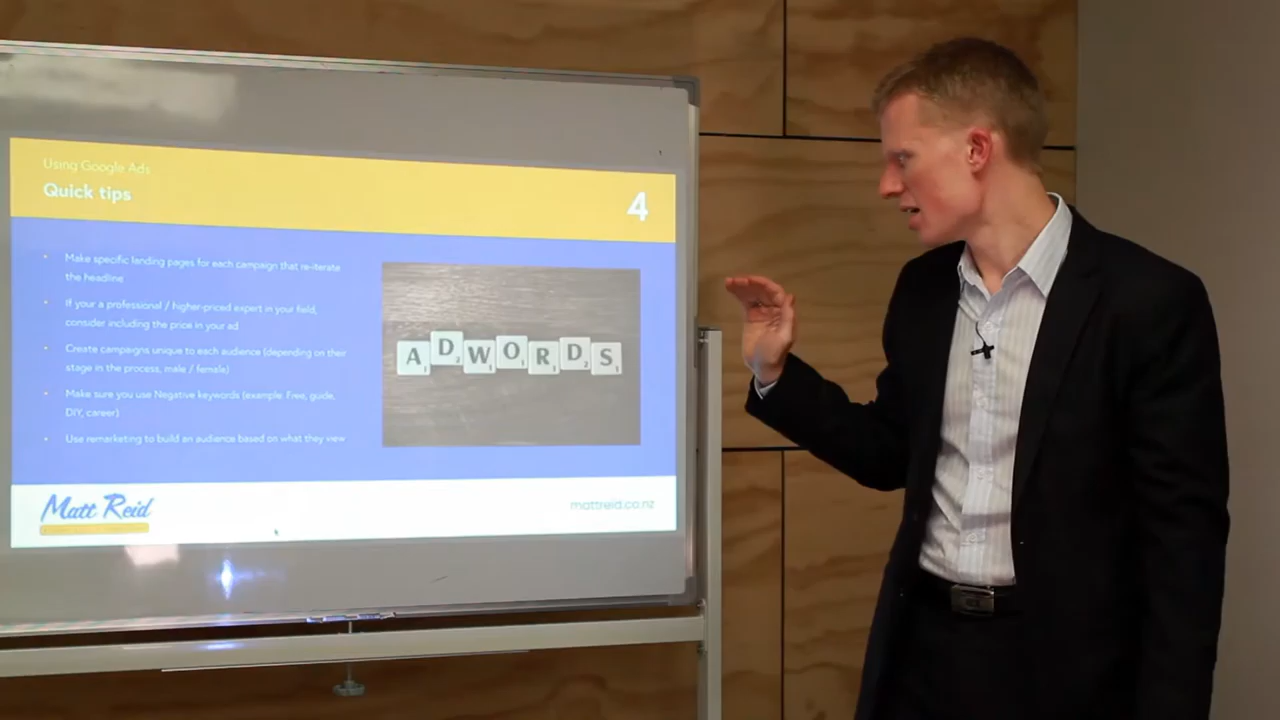 Using Google Ads
Quick tips
4
Make specific landing pages for each campaign that re-iterate
the headline
If your a professional / higher-priced expert in your field,
consider including the price in your ad
Create campaigns unique to each audience (depending on their
stage in the process, male / female)
Make sure you use Negative keywords (example: Free, guide,
DIY, career)
Use remarketing to build an audience based on what they view
ADWORDS
Matt Reid
mattreid.co.nz